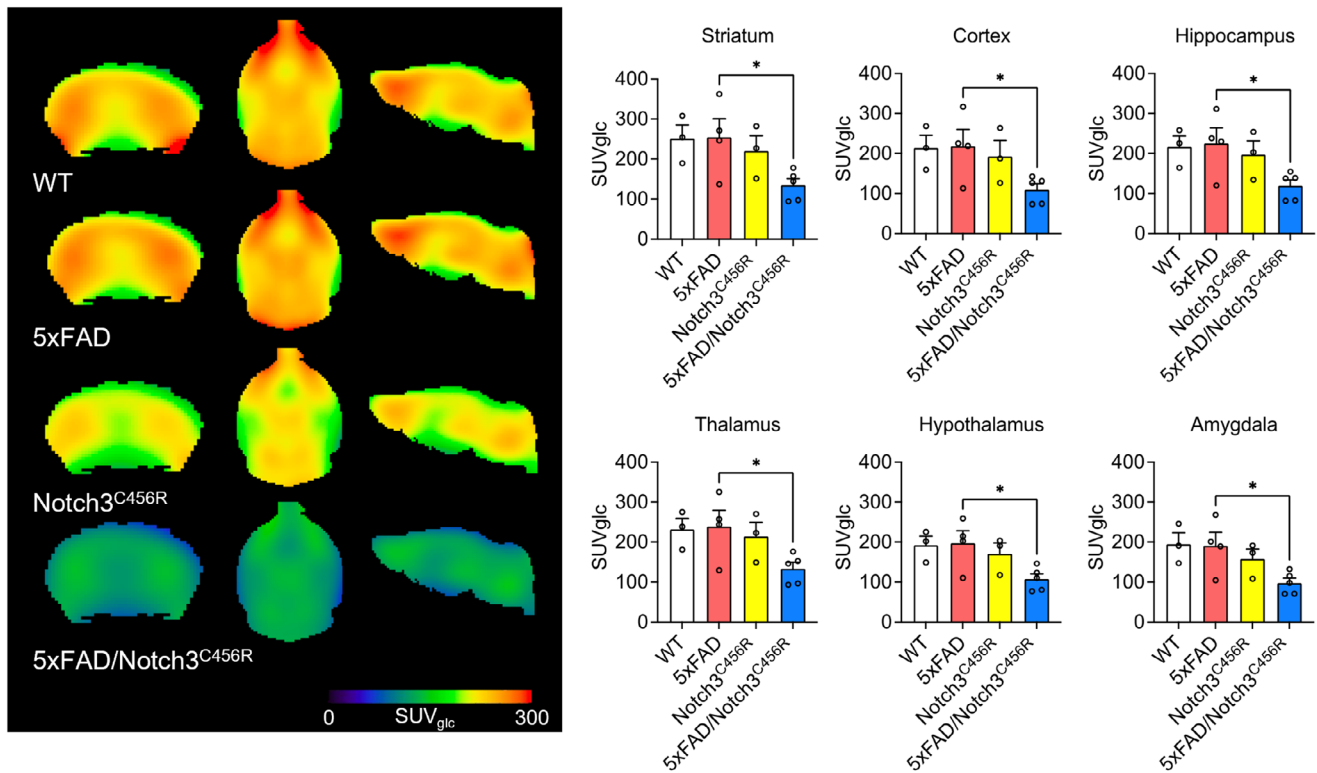 WT
5xFAD
Notch3C456R
5xFAD/Notch3C456R
0 SUVglc 300
Striatum
SUVglc
400
300
200
100
0
*
WT
5xFAD
Notch3C456R
5xFAD/Notch3C456R
Cortex
SUVglc
400
300
200
100
0
*
WT
5xFAD
Notch3C456R
5xFAD/Notch3C456R
Hippocampus
SUVglc
400
300
200
100
0
*
WT
5xFAD
Notch3C456R
5xFAD/Notch3C456R
Thalamus
SUVglc
400
300
200
100
0
*
WT
5xFAD
Notch3C456R
5xFAD/Notch3C456R
Hypothalamus
SUVglc
400
300
200
100
0
*
WT
5xFAD
Notch3C456R
5xFAD/Notch3C456R
Amygdala
SUVglc
400
300
200
100
0
*
WT
5xFAD
Notch3C456R
5xFAD/Notch3C456R